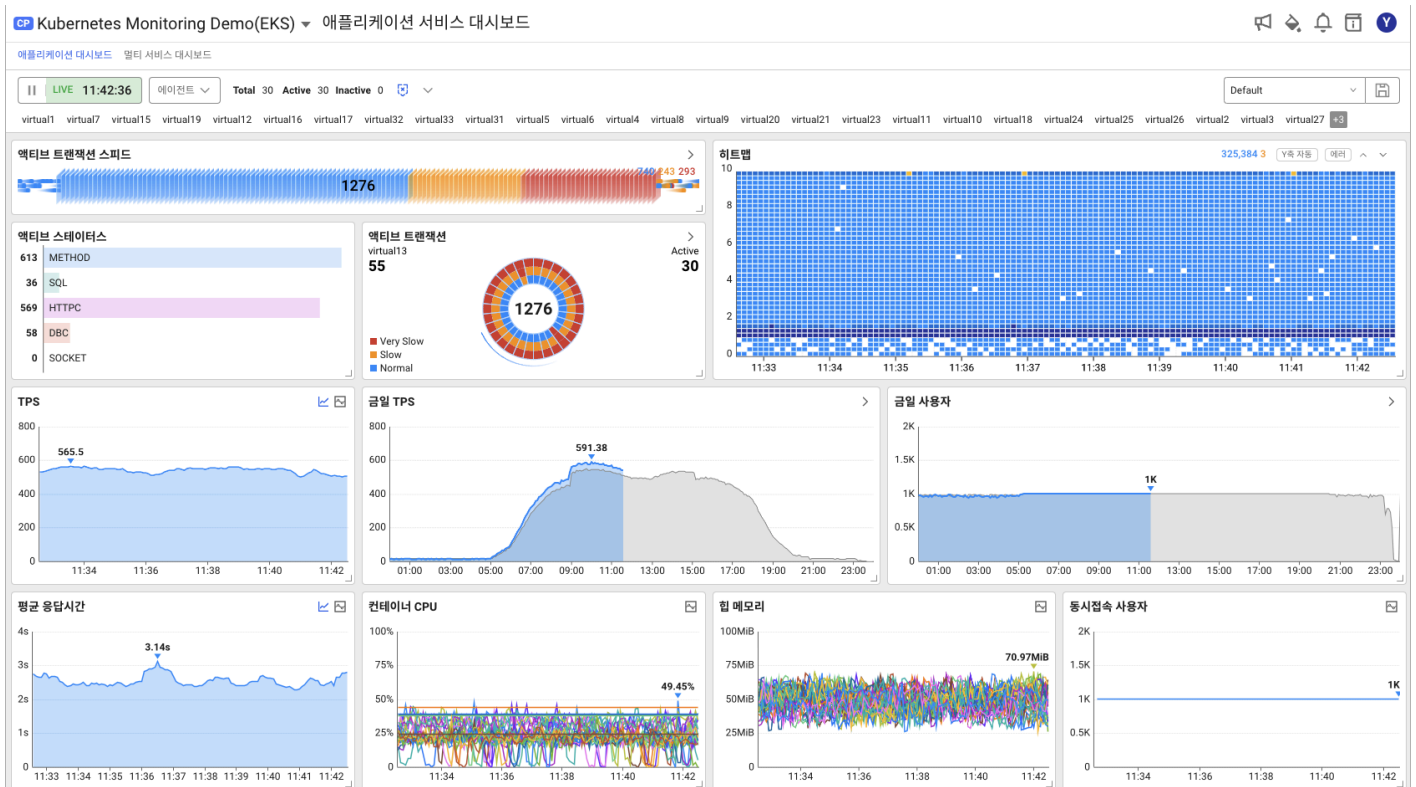 CP Kubernetes Monitoring Demo(EKS) 애플리케이션 서비스 대시보드 Y
애플리케이션 대시보드 멀티 서비스 대시보드
LIVE 11:42:36 에이전트 Total 30 Active 30 Inactive 0 Default
virtual1 virtual7 virtual15 virtual19 virtual12 virtual16 virtual17 virtual32 virtual33 virtual31 virtual5 virtual6 virtual4 virtual8 virtual9 virtual20 virtual21 virtual23 virtual11 virtual10 virtual18 virtual24 virtual25 virtual26 virtual2 virtual3 virtual27 +3
액티브 트랜잭션 스피드
740 243 293
1276
히트맵 325,384 3 Y축 자동 에러
10
8
6
4
2
0
11:33 11:34 11:35 11:36 11:37 11:38 11:39 11:40 11:41 11:42
액티브 스테이터스
613 METHOD
36 SQL
569 HTTPC
58 DBC
0 SOCKET
액티브 트랜잭션
virtual13 Active
55 30
1276
Very Slow
Slow
Normal
TPS
800
600
400
200
0
565.5
11:34 11:36 11:38 11:40 11:42
금일 TPS
800
600
400
200
0
591.38
01:00 03:00 05:00 07:00 09:00 11:00 13:00 15:00 17:00 19:00 21:00 23:00
금일 사용자
2K
1.5K
1K
0.5K
0
1K
01:00 03:00 05:00 07:00 09:00 11:00 13:00 15:00 17:00 19:00 21:00 23:00
평균 응답시간
4s
3s
2s
1s
0
3.14s
11:33 11:34 11:35 11:36 11:37 11:38 11:39 11:40 11:41 11:42
컨테이너 CPU
100%
75%
50%
25%
0
49.45%
11:34 11:36 11:38 11:40 11:42
힙 메모리
100MiB
75MiB
50MiB
25MiB
0
70.97MiB
11:34 11:36 11:38 11:40 11:42
동시접속 사용자
2K
1.5K
1K
0.5K
0
1K
11:34 11:36 11:38 11:40 11:42